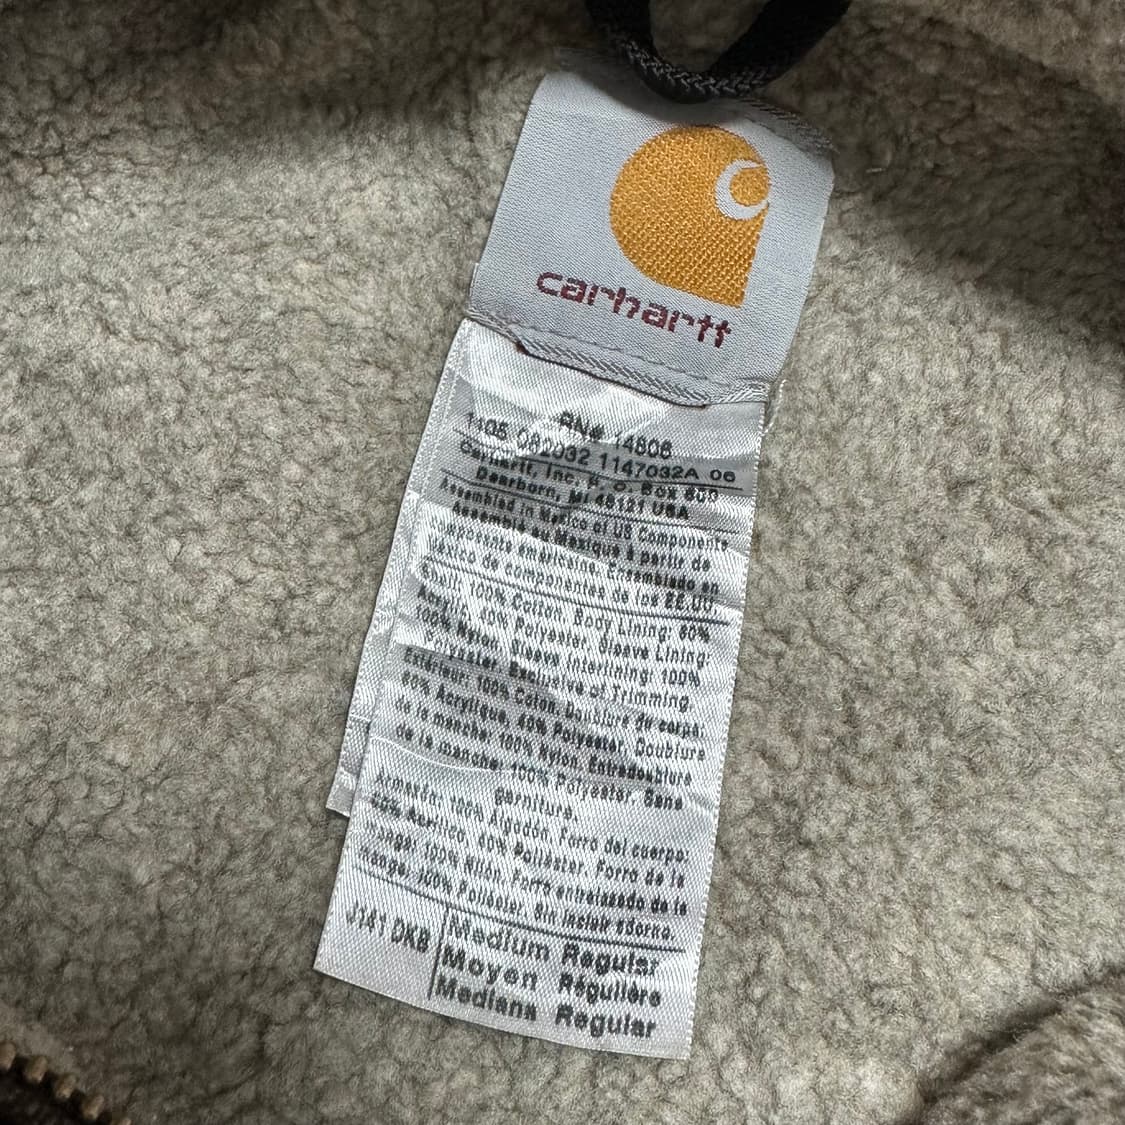 carhartt
RN# 14806
1105 082032 1147032A 06
Carhartt, Inc, P. O. Box 600
Dearborn, MI 48121 USA
Assembled in Mexico of US Components
Assemblé au Mexique à partir de
composants américains. Ensamblado en
México de componentes de los EE.UU.
Shell: 100% Cotton. Body Lining: 60%
Acrylic, 40% Polyester. Sleeve Lining:
100% Nylon. Sleeve Interlining: 100%
Polyester. Exclusive of Trimming.
Extérieur: 100% Coton. Doublure du corps:
60% Acrylique, 40% Polyester. Doublure
de la manche: 100% Nylon. Entredoublure
de la manche: 100% Polyester. Sans
garniture.
Armazón: 100% Algodón. Forro del cuerpo:
60% Acrílico, 40% Poliéster. Forro de la
manga: 100% Nilón. Forro entrelazado de la
manga: 100% Poliéster. Sin incluir adorno.
J141 DKB
Medium Regular
Moyen Régulière
Mediana Regular